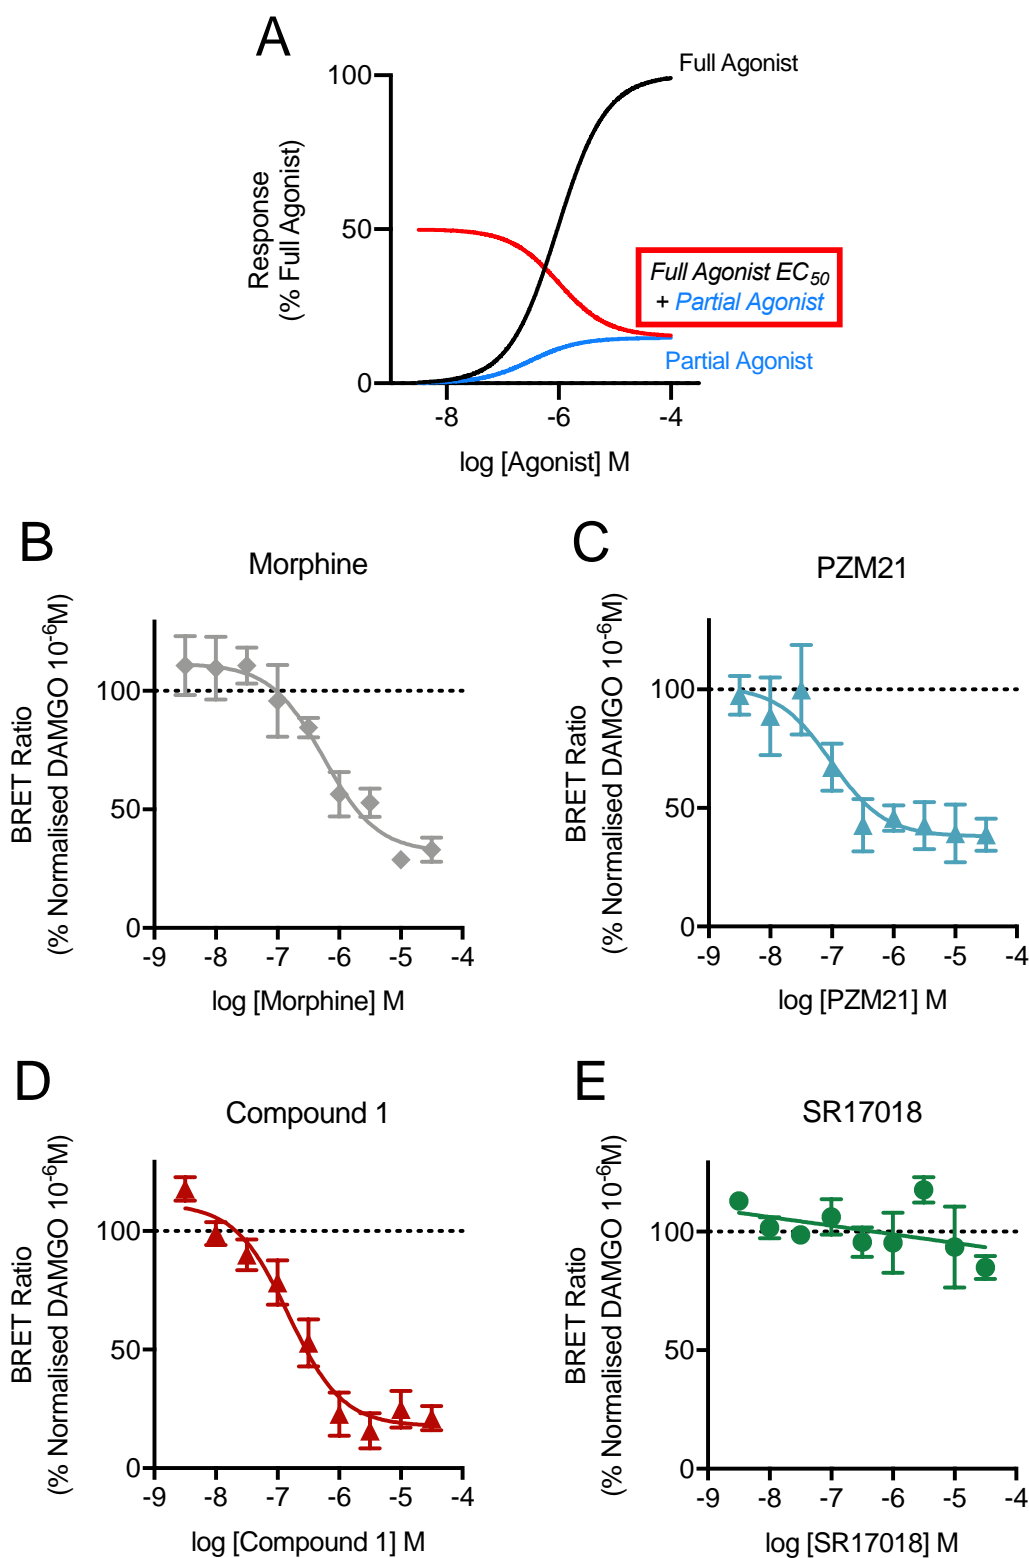 A
Full Agonist
100
50
0
Response
(% Full Agonist)
Full Agonist EC50
+ Partial Agonist
Partial Agonist
-8 -6 -4
log [Agonist] M
B
Morphine
BRET Ratio
(% Normalised DAMGO 10-6M)
100
50
0
-9 -8 -7 -6 -5 -4
log [Morphine] M
C
PZM21
BRET Ratio
(% Normalised DAMGO 10-6M)
100
50
0
-9 -8 -7 -6 -5 -4
log [PZM21] M
D
Compound 1
BRET Ratio
(% Normalised DAMGO 10-6M)
100
50
0
-9 -8 -7 -6 -5 -4
log [Compound 1] M
E
SR17018
BRET Ratio
(% Normalised DAMGO 10-6M)
100
50
0
-9 -8 -7 -6 -5 -4
log [SR17018] M